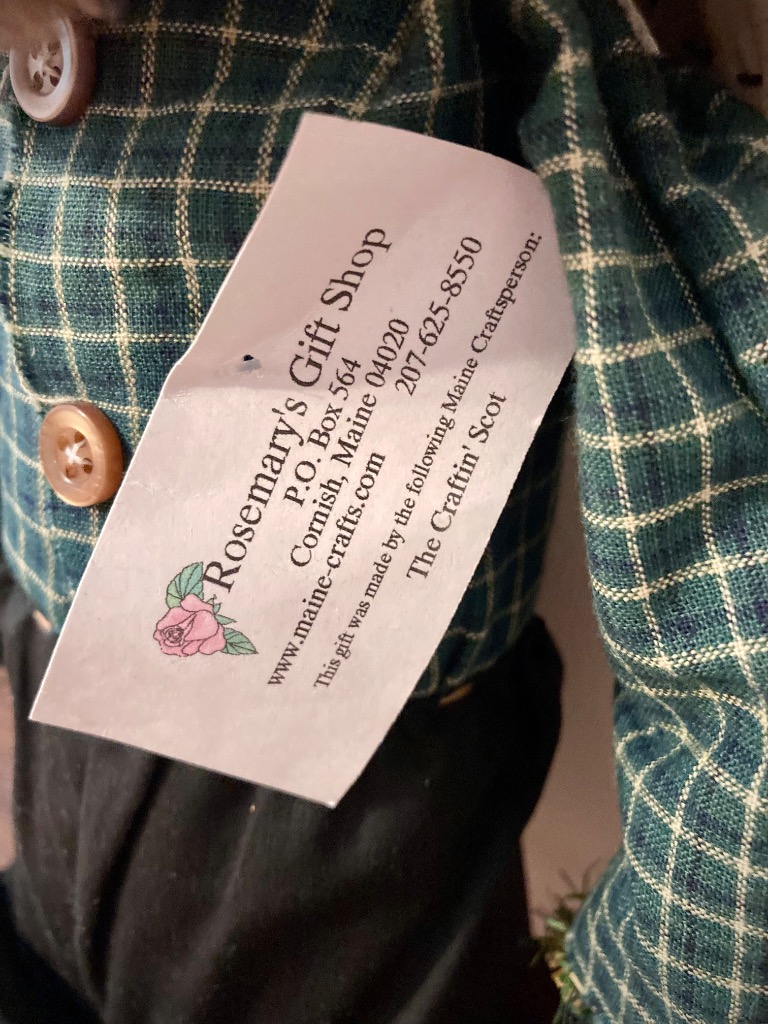 Rosemary's Gift Shop
P.O. Box 564
Cornish, Maine 04020
www.maine-crafts.com 207-625-8550
This gift was made by the following Maine Craftsperson:
The Craftin' Scot